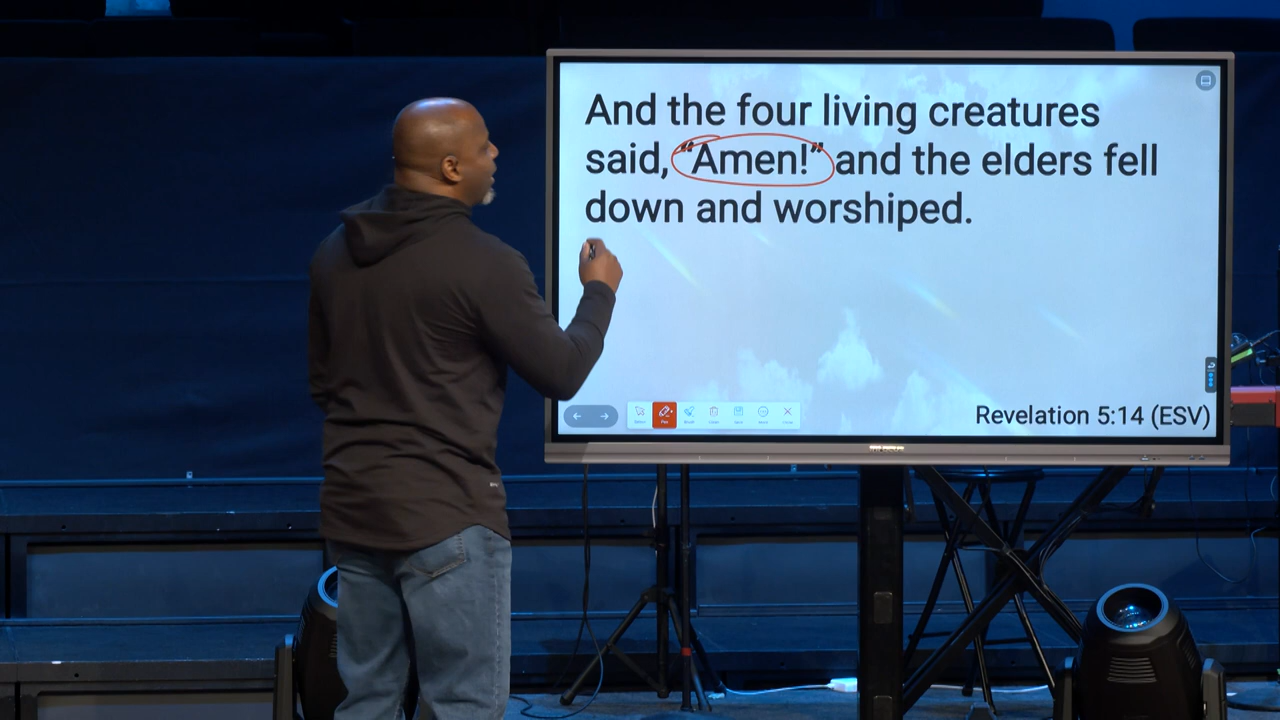 And the four living creatures
said, “Amen!” and the elders fell
down and worshiped.
Revelation 5:14 (ESV)